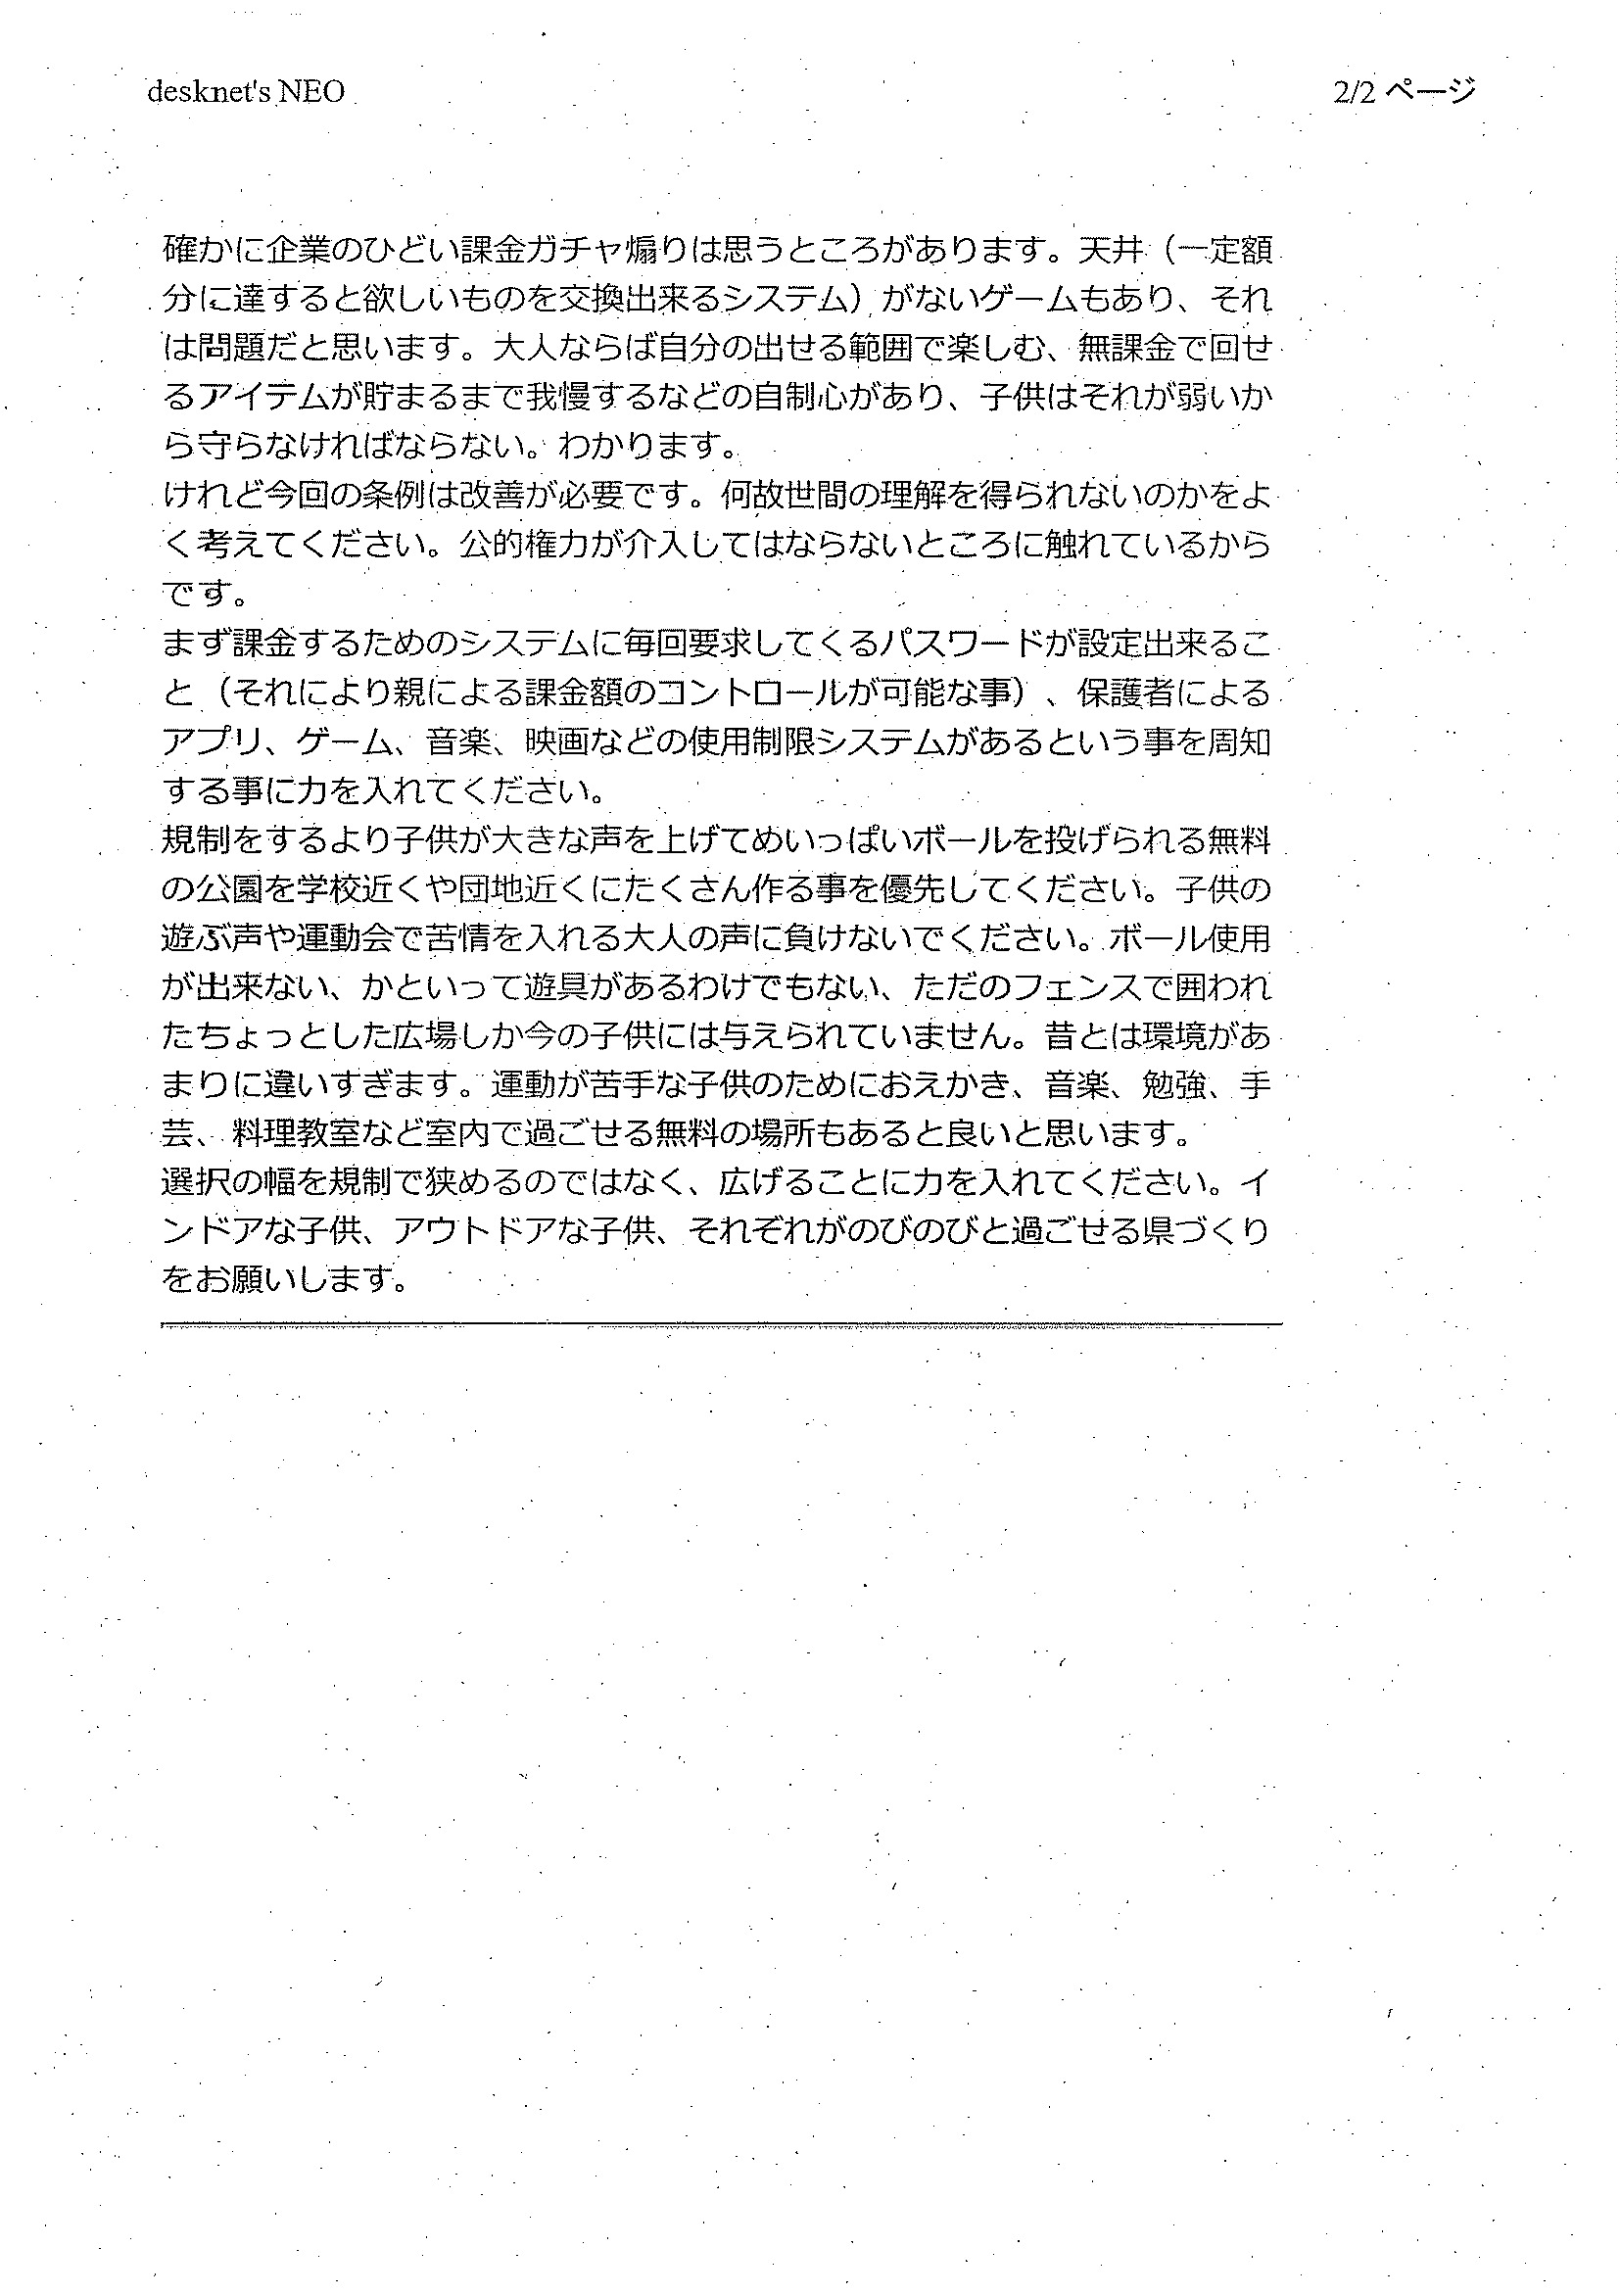 desknet's NEO
2/2 ページ
確かに企業のひどい課金ガチャ煽りは思うところがあります。天井（一定額
分に達すると欲しいものを交換出来るシステム）がないゲームもあり、それ
は問題だと思います。大人ならば自分の出せる範囲で楽しむ、無課金で回せ
るアイテムが貯まるまで我慢するなどの自制心があり、子供はそれが弱いか
ら守らなければならない。わかります。
けれど今回の条例は改善が必要です。何故世間の理解を得られないのかをよ
く考えてください。公的権力が介入してはならないところに触れているから
です。
まず課金するためのシステムに毎回要求してくるパスワードが設定出来るこ
と（それにより親による課金額のコントロールが可能な事）、保護者による
アプリ、ゲーム、音楽、映画などの使用制限システムがあるという事を周知
する事に力を入れてください。
規制をするより子供が大きな声を上げてめいっぱいボールを投げられる無料
の公園を学校近くや団地近くにたくさん作る事を優先してください。子供の
遊ぶ声や運動会で苦情を入れる大人の声に負けないでください。ボール使用
が出来ない、かといって遊具があるわけでもない、ただのフェンスで囲われ
たちょっとした広場しか今の子供には与えられていません。昔とは環境があ
まりに違いすぎます。運動が苦手な子供のためにおえかき、音楽、勉強、手
芸、料理教室など室内で過ごせる無料の場所もあると良いと思います。
選択の幅を規制で狭めるのではなく、広げることに力を入れてください。イ
ンドアな子供、アウトドアな子供、それぞれがのびのびと過ごせる県づくり
をお願いします。